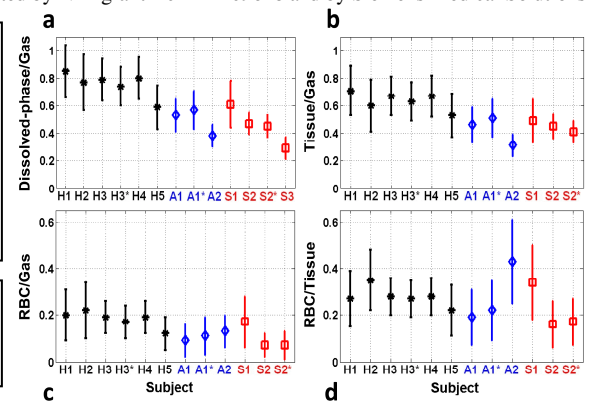 a
b
Dissolved-phase/Gas
1
0.8
0.6
0.4
0.2
0
H1 H2 H3 H3* H4 H5 A1 A1* A2 S1 S2 S2* S3
Tissue/Gas
1
0.8
0.6
0.4
0.2
0
H1 H2 H3 H3* H4 H5 A1 A1* A2 S1 S2 S2*
RBC/Gas
0.6
0.4
0.2
0
H1 H2 H3 H3* H4 H5 A1 A1* A2 S1 S2 S2*
Subject
c
RBC/Tissue
0.6
0.4
0.2
0
H1 H2 H3 H3* H4 H5 A1 A1* A2 S1 S2 S2*
Subject
d